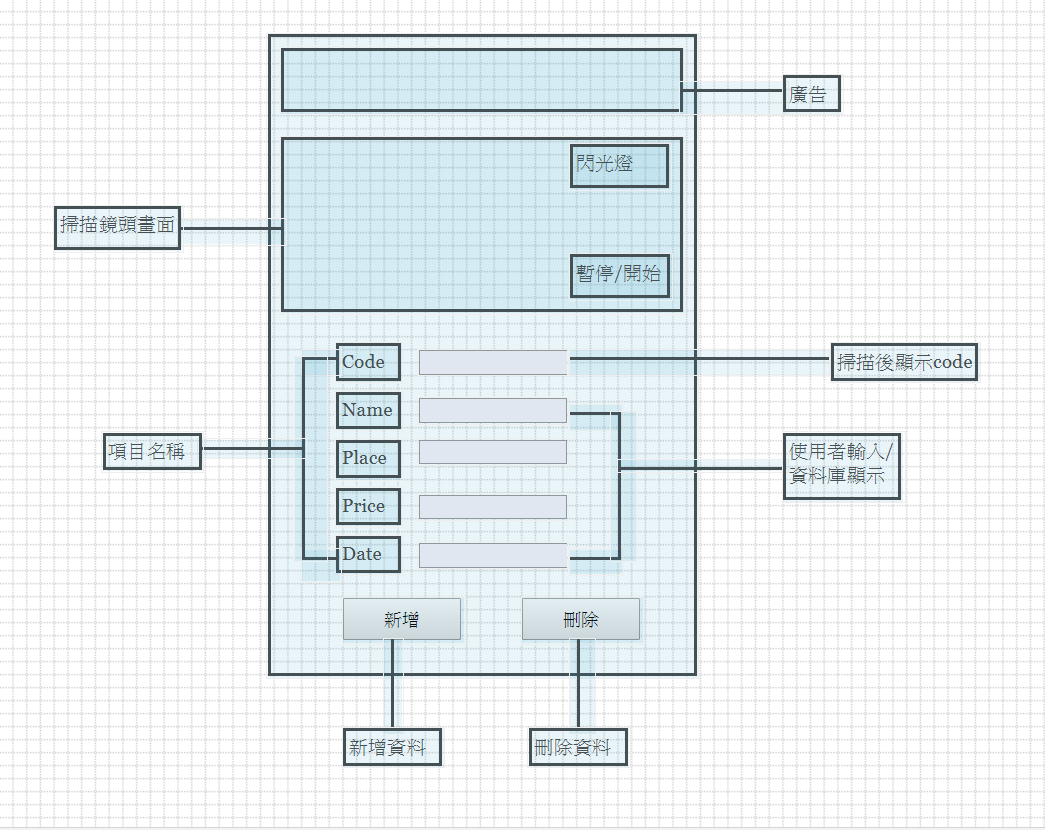 廣告
閃光燈
掃描鏡頭畫面
暫停/開始
Code
掃描後顯示code
Name
項目名稱
使用者輸入/
資料庫顯示
Place
Price
Date
新增
刪除
新增資料
刪除資料